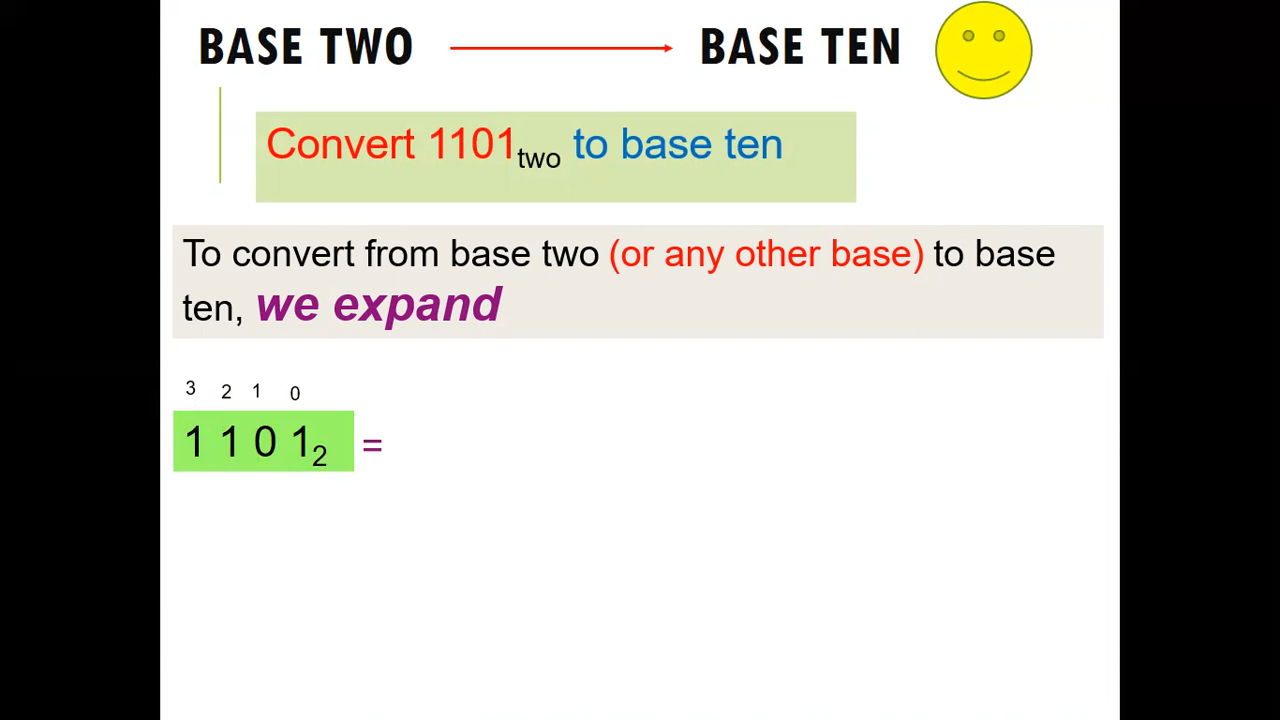 BASE TWO BASE TEN
Convert 1101two to base ten
To convert from base two (or any other base) to base
ten, we expand
3 2 1 0
1 1 0 12 =